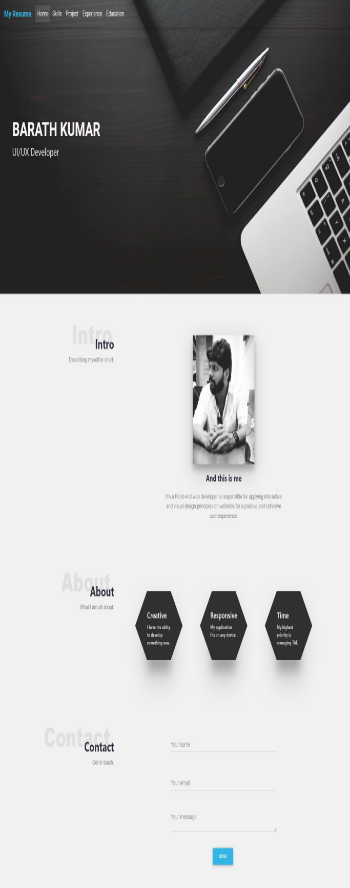 My Resume Home Skills Project Experience Education
BARATH KUMAR
UI/UX Developer
Intro
Intro
Describing myself in short.
And this is me
I'm a Front-end web developer is responsible for applying interactive
and visual design principles on websites for a positive and cohesive
user experience.
About
About
What I am all about.
Creative
I have the ability
to develop
something new.
Responsive
My application
fits on any device
Time
My highest
priority is
managing
Contact
Contact
Get in touch.
Your name
Your email
Your message